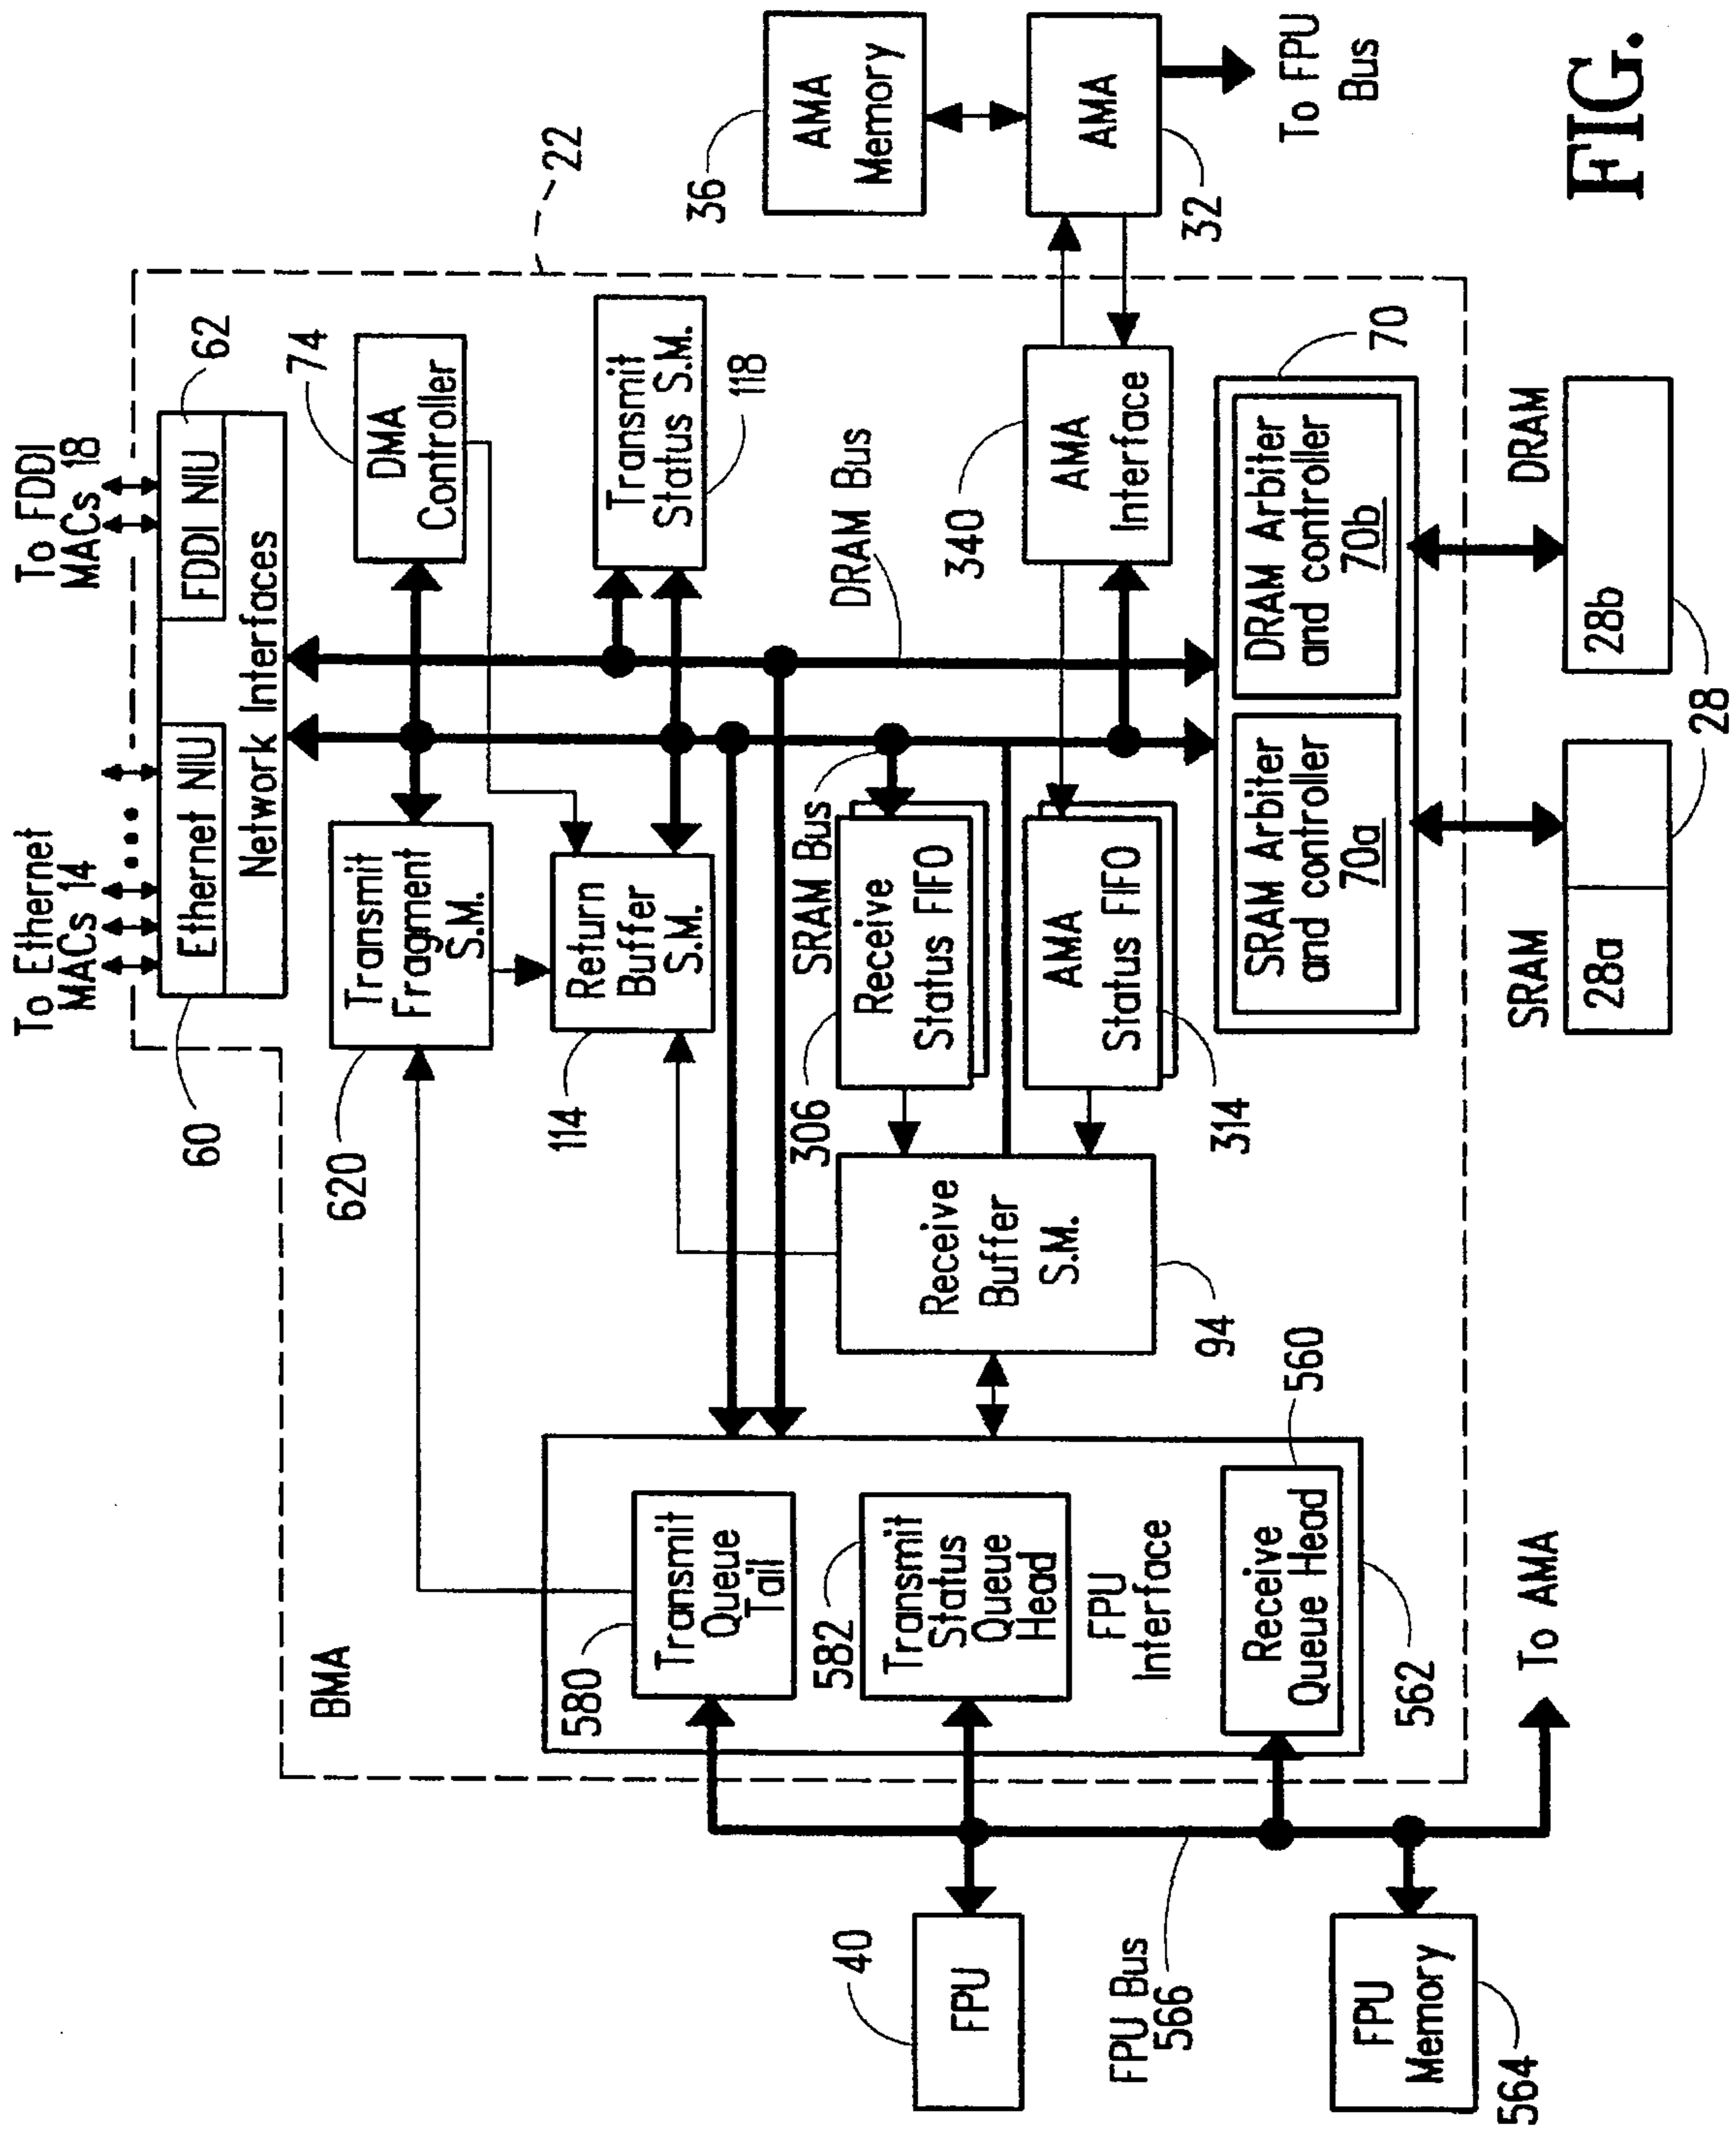 To Ethernet
MACs 14
To FDDI
MACs 18
60
Ethernet NIU
FDDI NIU
62
Network Interfaces
22
BMA
620
Transmit
Fragment
S.M.
74
DMA
Controller
114
Return
Buffer
S.M.
Transmit
Status S.M.
118
SRAM Bus
DRAM Bus
580
Transmit
Queue
Tail
582
Transmit
Status
Queue
Head
FPU
Interface
Receive
Queue Head
560
562
Receive
Buffer
S.M.
94
306
Receive
Status FIFO
AMA
Status FIFO
314
340
AMA
Interface
36
AMA
Memory
AMA
32
To FPU
Bus
SRAM Arbiter
and controller
70a
DRAM Arbiter
and controller
70b
70
40
FPU
FPU Bus
566
FPU
Memory
564
To AMA
SRAM
28a
DRAM
28b
28
FIG.